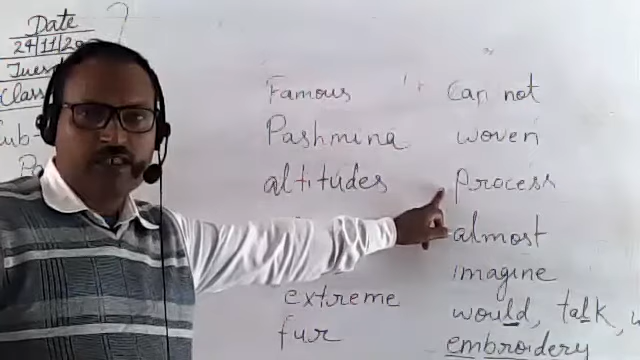 Date
24/11/20
Tuesd
Class
Sub
Famous
Pashmina
altitudes
extreme
fur
Can not
woven
Process
almost
imagine
would, talk, w
embroidery